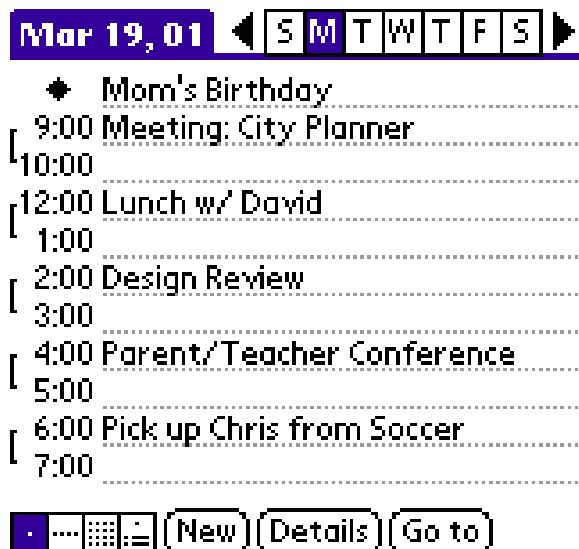 Mar 19, 01 S M T W T F S
Mom's Birthday
9:00 Meeting: City Planner
10:00
12:00 Lunch w/ David
1:00
2:00 Design Review
3:00
4:00 Parent/Teacher Conference
5:00
6:00 Pick up Chris from Soccer
7:00
New Details Go to